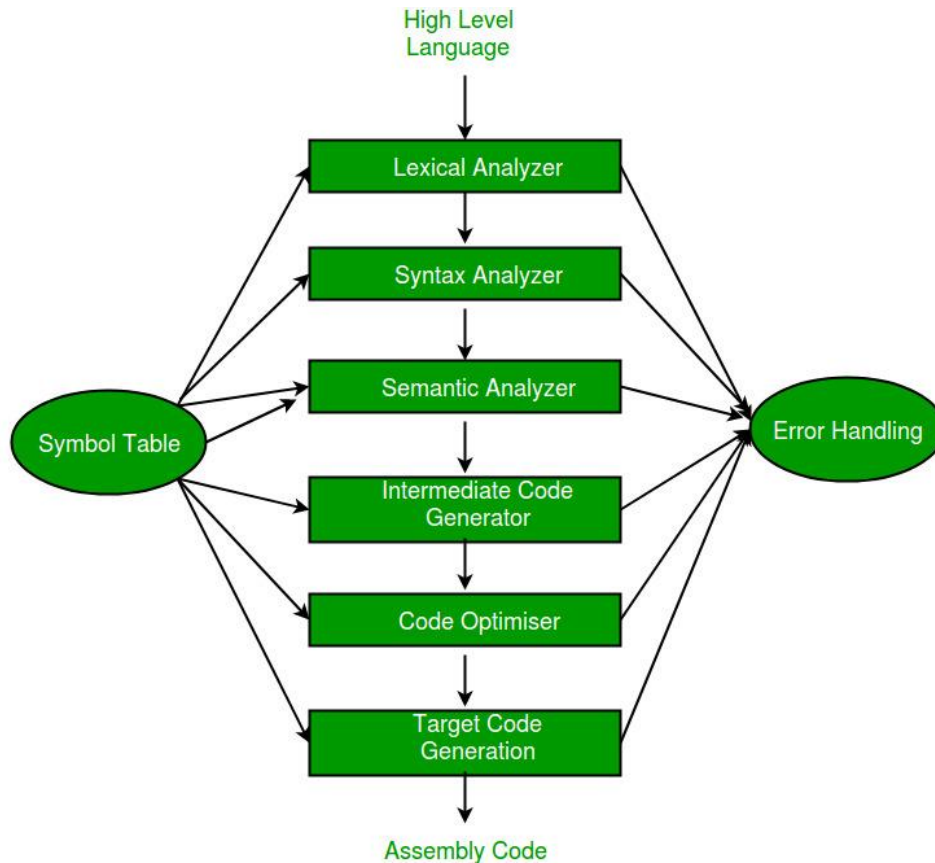 High Level
Language
Lexical Analyzer
Syntax Analyzer
Semantic Analyzer
Symbol Table
Error Handling
Intermediate Code
Generator
Code Optimiser
Target Code
Generation
Assembly Code